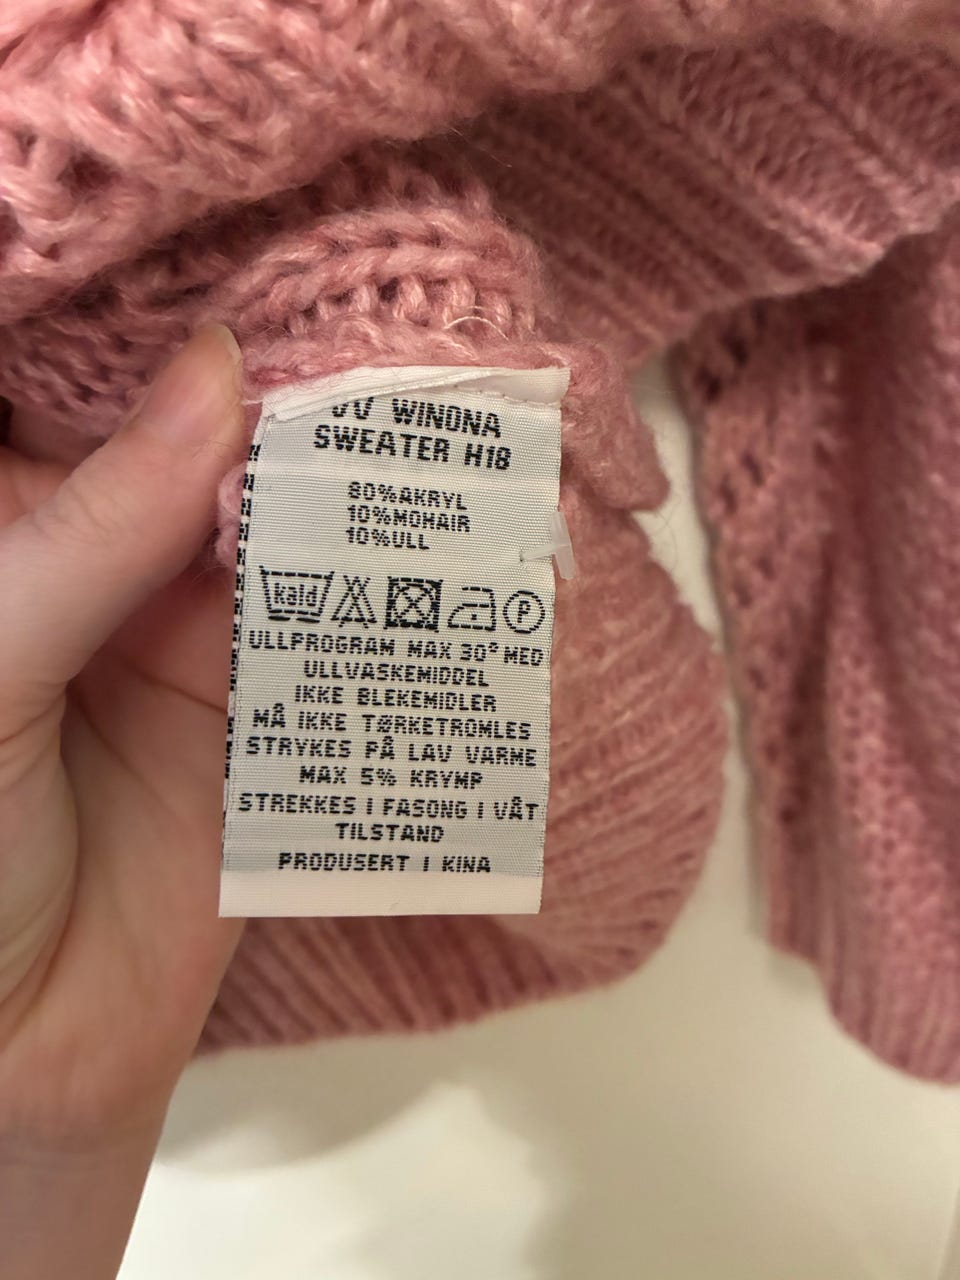 VV WINONA
SWEATER H18
80%AKRYL
10%MOHAIR
10%ULL
kald P
ULLPROGRAM MAX 30° MED
ULLVASKEMIDDEL
IKKE BLEKEMIDLER
MÅ IKKE TØRKETROMLES
STRYKES PÅ LAV VARME
MAX 5% KRYMP
STREKKES I FASONG I VÅT
TILSTAND
PRODUSERT I KINA